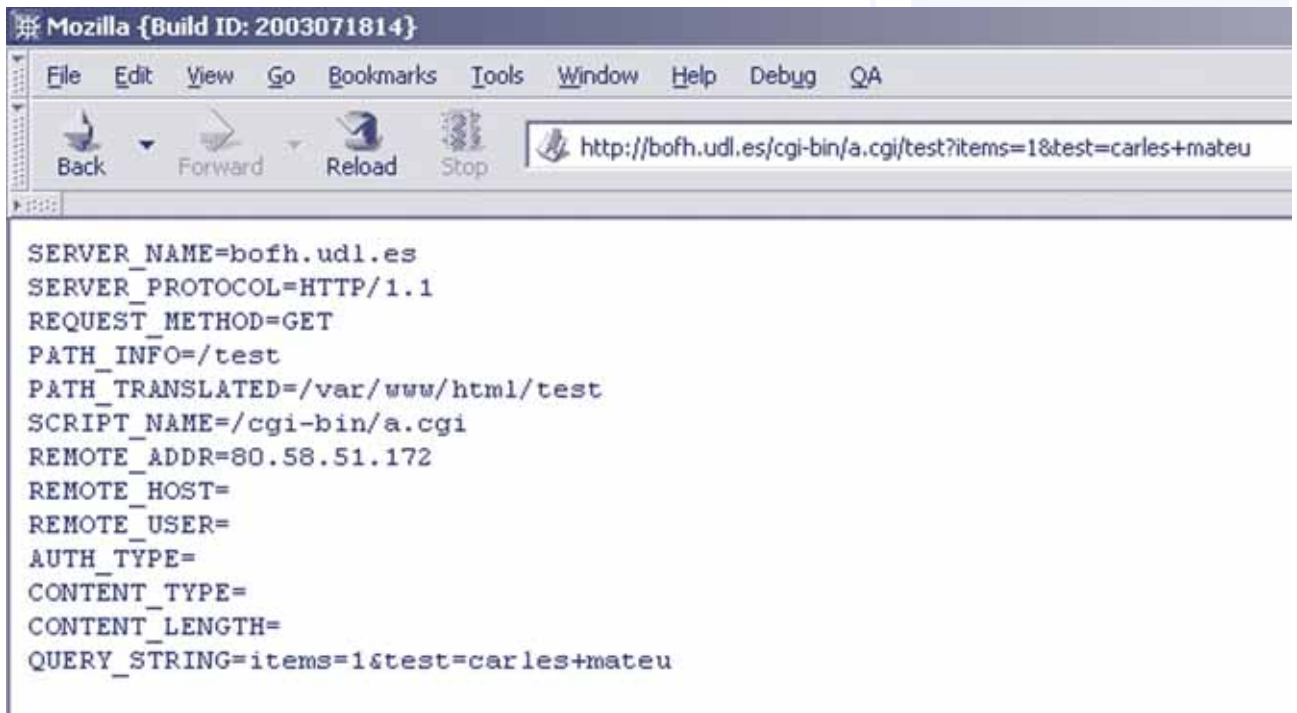 Mozilla {Build ID: 2003071814}
File Edit View Go Bookmarks Tools Window Help Debug QA
Back Forward Reload Stop http://bofh.udl.es/cgi-bin/a.cgi/test?items=1&test=carles+mateu
SERVER_NAME=bofh.udl.es
SERVER_PROTOCOL=HTTP/1.1
REQUEST_METHOD=GET
PATH_INFO=/test
PATH_TRANSLATED=/var/www/html/test
SCRIPT_NAME=/cgi-bin/a.cgi
REMOTE_ADDR=80.58.51.172
REMOTE_HOST=
REMOTE_USER=
AUTH_TYPE=
CONTENT_TYPE=
CONTENT_LENGTH=
QUERY_STRING=items=1&test=carles+mateu